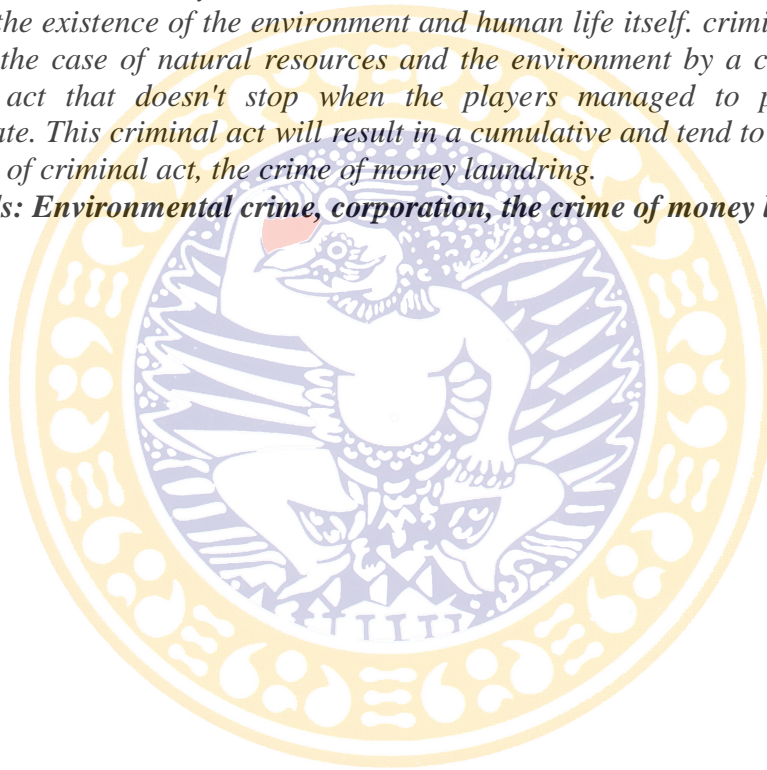 the existence of the environment and human life itself. crimi
the case of natural resources and the environment by a c
act that doesn't stop when the players managed to p
ate. This criminal act will result in a cumulative and tend to
of criminal act, the crime of money laundring.
ls: Environmental crime, corporation, the crime of money l